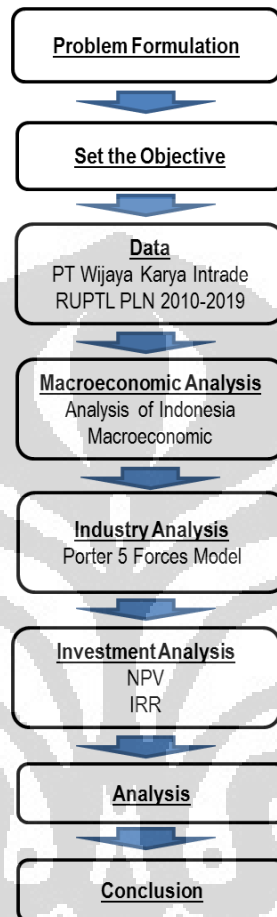 Problem Formulation
Set the Objective
Data
PT Wijaya Karya Intrade
RUPTL PLN 2010-2019
Macroeconomic Analysis
Analysis of Indonesia
Macroeconomic
Industry Analysis
Porter 5 Forces Model
Investment Analysis
NPV
IRR
Analysis
Conclusion